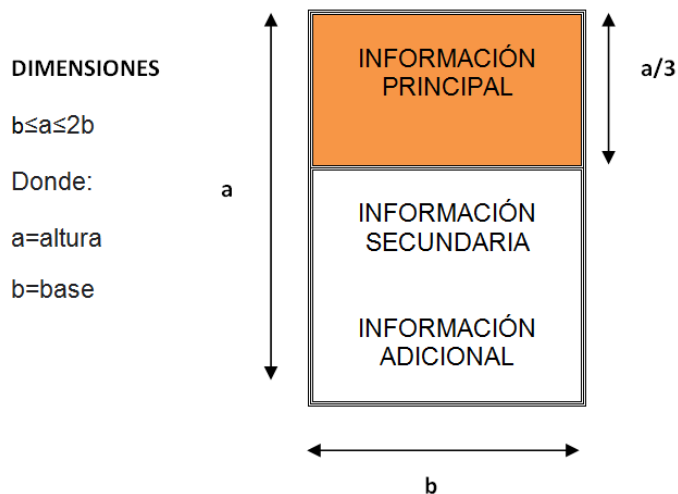 DIMENSIONES
b≤a≤2b
Donde:
a=altura
b=base
a
INFORMACIÓN
PRINCIPAL
a/3
INFORMACIÓN
SECUNDARIA
INFORMACIÓN
ADICIONAL
b